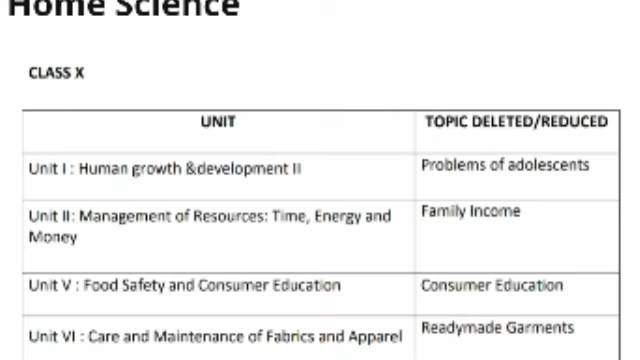 Home Science
CLASS X
UNIT
TOPIC DELETED/REDUCED
Unit I : Human growth &development II
Problems of adolescents
Unit II: Management of Resources: Time, Energy and
Money
Family Income
Unit V : Food Safety and Consumer Education
Consumer Education
Unit VI : Care and Maintenance of Fabrics and Apparel
Readymade Garments